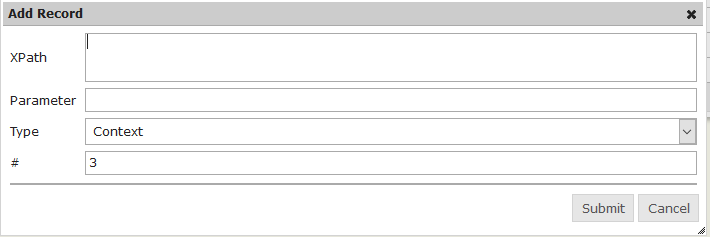 Add Record
XPath
Parameter
Type Context
# 3
Submit Cancel